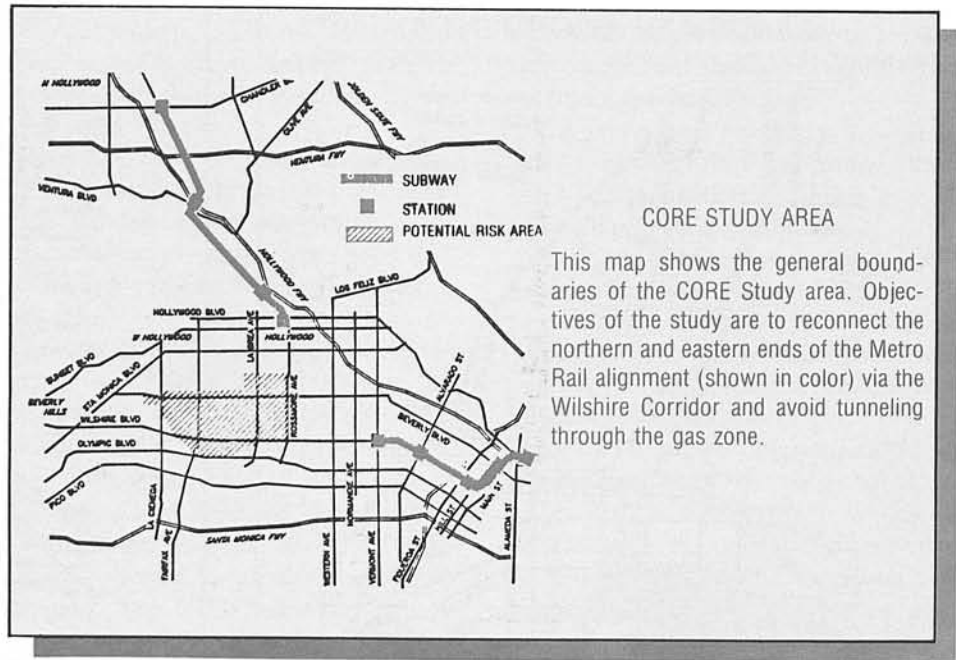 N HOLLYWOOD
CHANDLER
OLIVE AVE
GOLDEN STATE FWY
VENTURA FWY
VENTURA BLVD
SUBWAY
STATION
POTENTIAL RISK AREA
HOLLYWOOD FWY
LOS FELIZ BLVD
HOLLYWOOD BLVD
LA BREA AVE
W HOLLYWOOD
HOLLYWOOD
SUNSET BLVD
STA MONICA BLVD
BEVERLY
HILLS
ROSSMORE AVE
ALVARADO ST
WILSHIRE BLVD
BEVERLY BLVD
OLYMPIC BLVD
PICO BLVD
LA CIENEGA
FAIRFAX AVE
SANTA MONICA FWY
WESTERN AVE
NORMANDIE AVE
VERMONT AVE
FIGUEROA ST
HILL ST
MAIN ST
ALAMEDA ST
CORE STUDY AREA
This map shows the general bound-
aries of the CORE Study area. Objec-
tives of the study are to reconnect the
northern and eastern ends of the Metro
Rail alignment (shown in color) via the
Wilshire Corridor and avoid tunneling
through the gas zone.